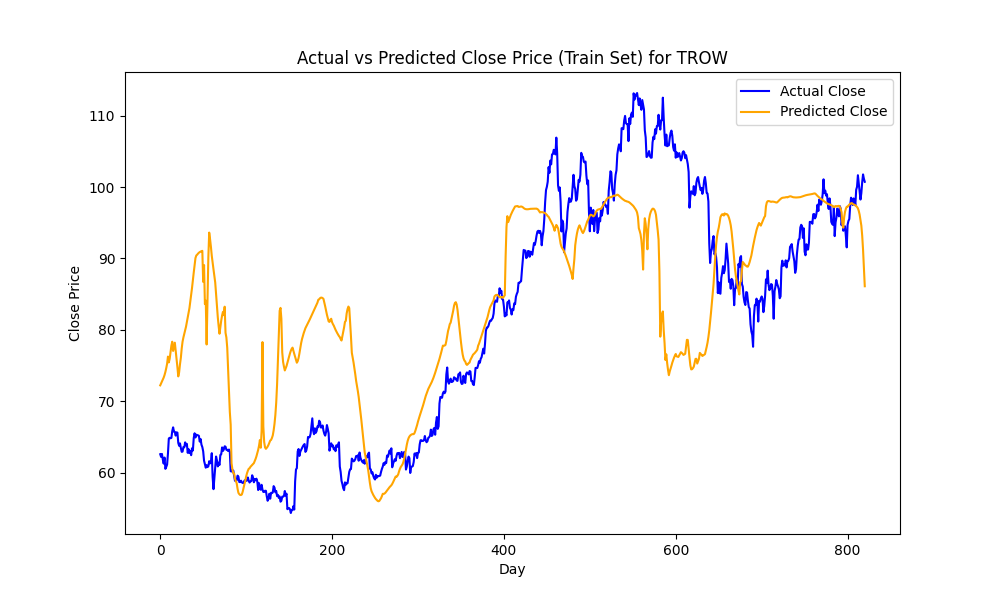 Actual vs Predicted Close Price (Train Set) for TROW
Actual Close
Predicted Close
Close Price
110
100
90
80
70
60
0
200
400
600
800
Day